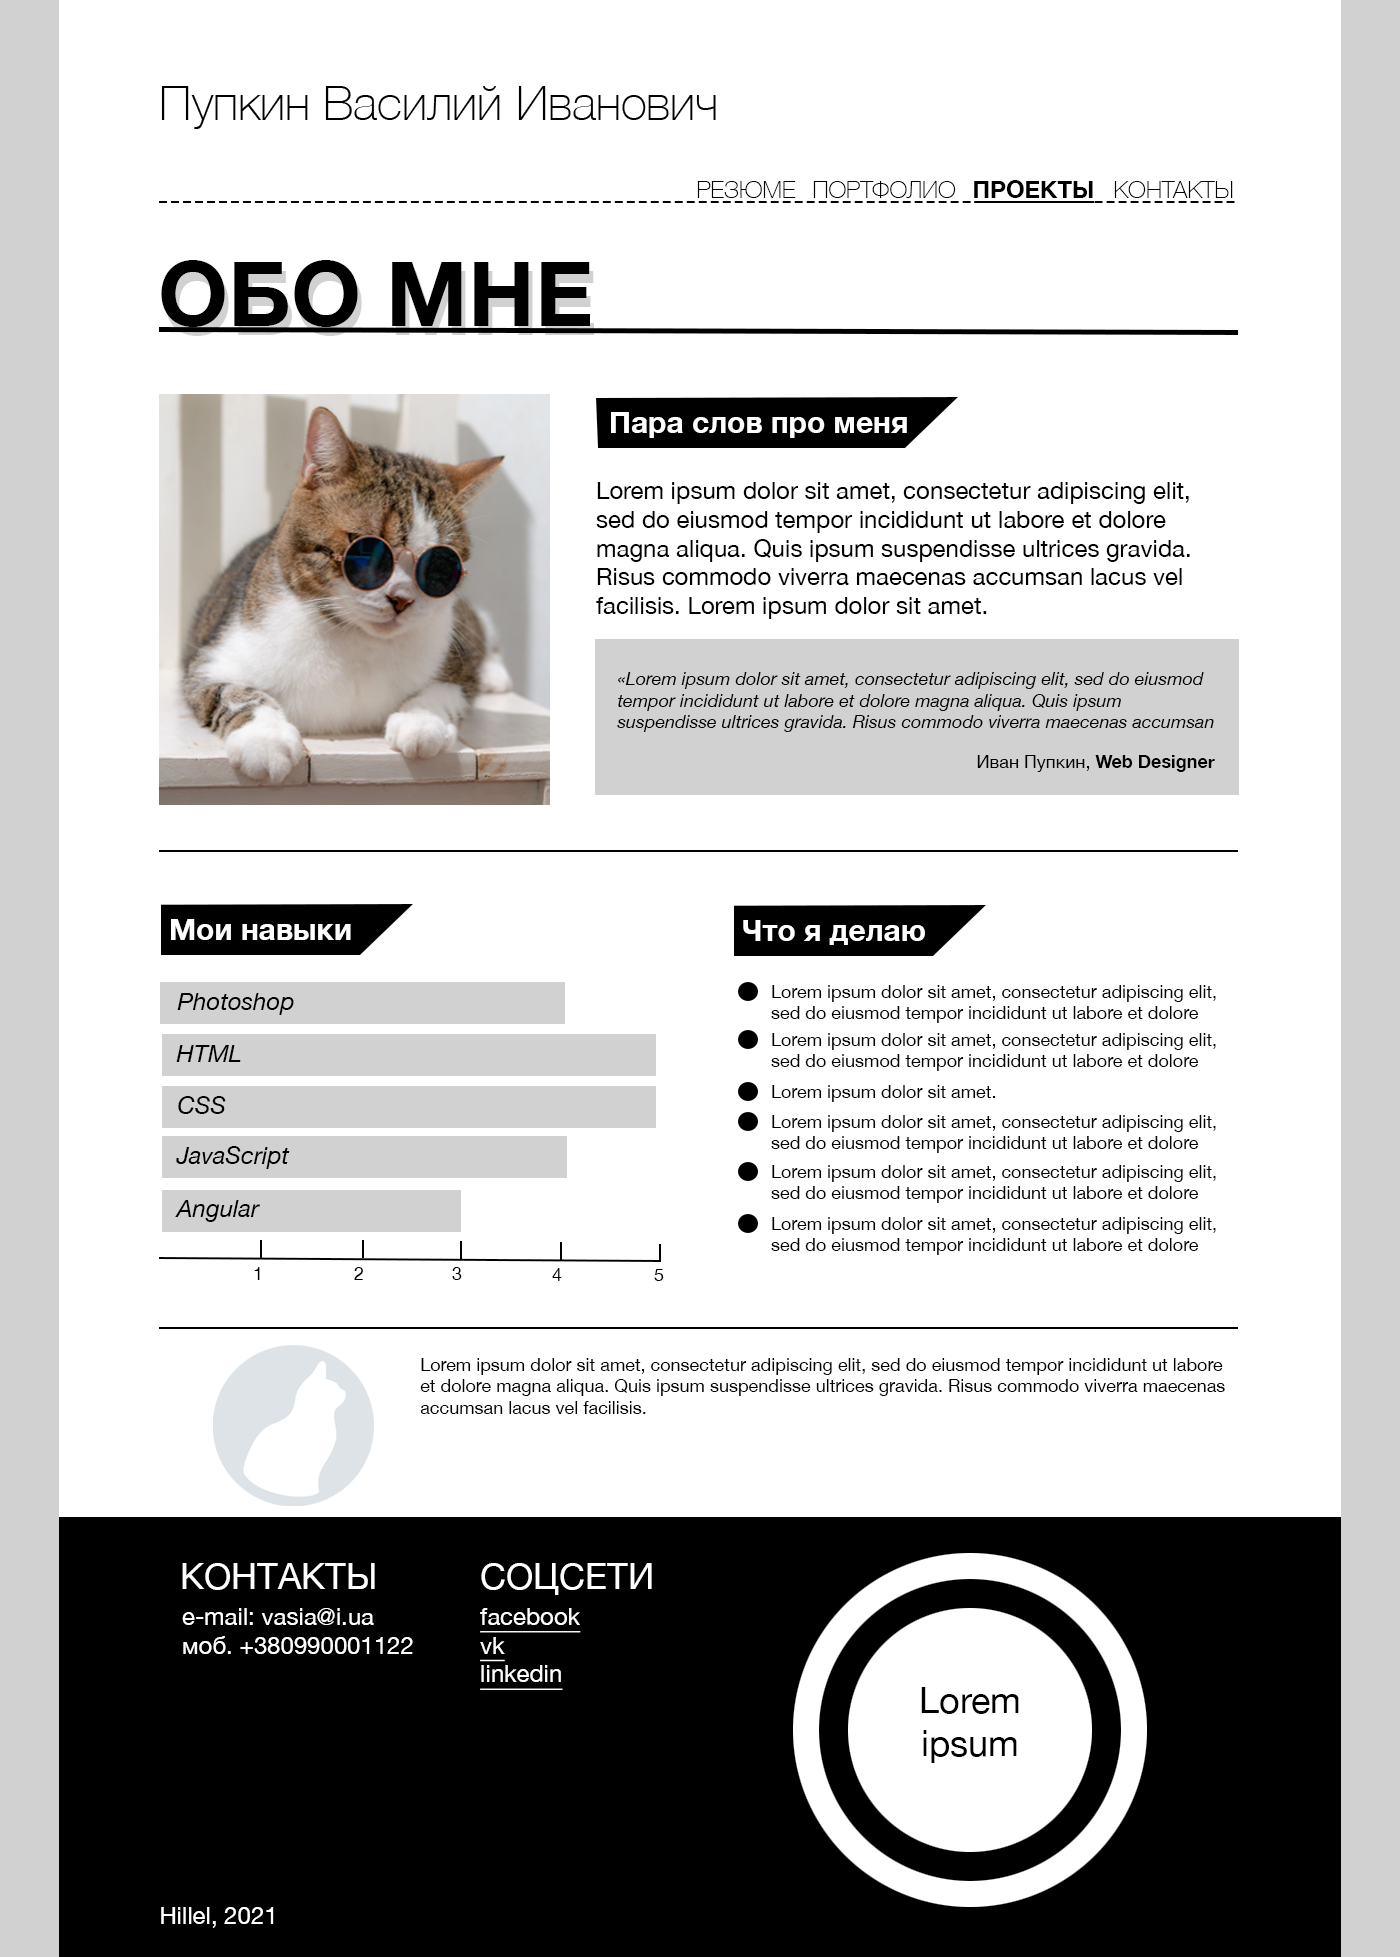 Пупкин Василий Иванович
РЕЗЮМЕ ПОРТФОЛИО ПРОЕКТЫ КОНТАКТЫ
ОБО МНЕ
Пара слов про меня
Lorem ipsum dolor sit amet, consectetur adipiscing elit,
sed do eiusmod tempor incididunt ut labore et dolore
magna aliqua. Quis ipsum suspendisse ultrices gravida.
Risus commodo viverra maecenas accumsan lacus vel
facilisis. Lorem ipsum dolor sit amet.
«Lorem ipsum dolor sit amet, consectetur adipiscing elit, sed do eiusmod
tempor incididunt ut labore et dolore magna aliqua. Quis ipsum
suspendisse ultrices gravida. Risus commodo viverra maecenas accumsan
Иван Пупкин, Web Designer
Мои навыки
Photoshop
HTML
CSS
JavaScript
Angular
1 2 3 4 5
Что я делаю
Lorem ipsum dolor sit amet, consectetur adipiscing elit,
sed do eiusmod tempor incididunt ut labore et dolore
Lorem ipsum dolor sit amet, consectetur adipiscing elit,
sed do eiusmod tempor incididunt ut labore et dolore
Lorem ipsum dolor sit amet.
Lorem ipsum dolor sit amet, consectetur adipiscing elit,
sed do eiusmod tempor incididunt ut labore et dolore
Lorem ipsum dolor sit amet, consectetur adipiscing elit,
sed do eiusmod tempor incididunt ut labore et dolore
Lorem ipsum dolor sit amet, consectetur adipiscing elit,
sed do eiusmod tempor incididunt ut labore et dolore
Lorem ipsum dolor sit amet, consectetur adipiscing elit, sed do eiusmod tempor incididunt ut labore
et dolore magna aliqua. Quis ipsum suspendisse ultrices gravida. Risus commodo viverra maecenas
accumsan lacus vel facilisis.
КОНТАКТЫ
e-mail: vasia@i.ua
моб. +380990001122
СОЦСЕТИ
facebook
vk
linkedin
Lorem
ipsum
Hillel, 2021